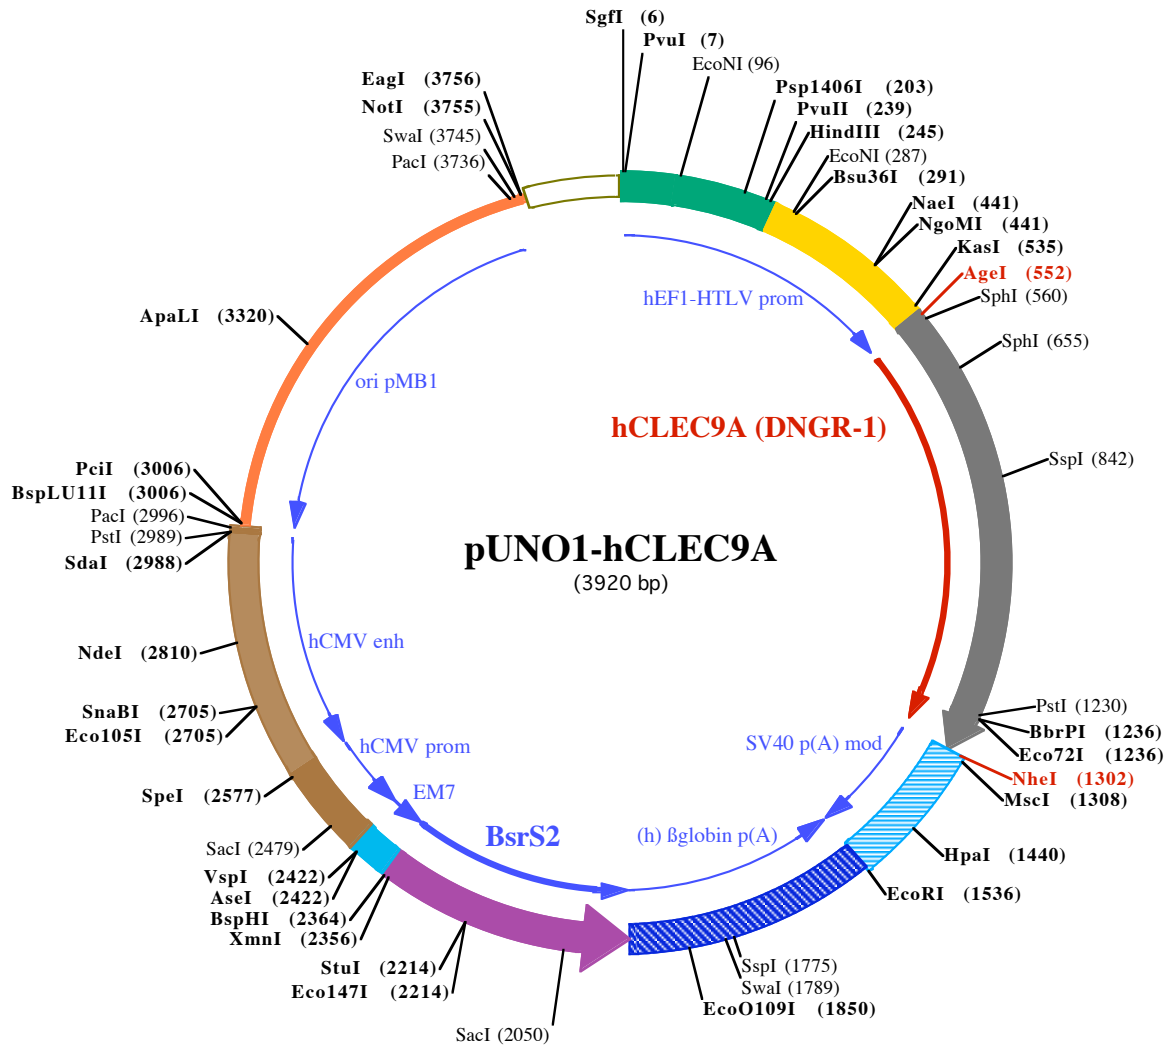 SgfI (6)
PvuI (7)
EcoNI (96)
Psp1406I (203)
PvuII (239)
HindIII (245)
EcoNI (287)
Bsu36I (291)
NaeI (441)
NgoMI (441)
KasI (535)
AgeI (552)
SphI (560)
SphI (655)
SspI (842)
PstI (1230)
BbrPI (1236)
Eco72I (1236)
NheI (1302)
MscI (1308)
HpaI (1440)
EcoRI (1536)
SspI (1775)
SwaI (1789)
EcoO109I (1850)
SacI (2050)
Eco147I (2214)
StuI (2214)
XmnI (2356)
BspHI (2364)
AseI (2422)
VspI (2422)
SacI (2479)
SpeI (2577)
Eco105I (2705)
SnaBI (2705)
NdeI (2810)
SdaI (2988)
PstI (2989)
PacI (2996)
BspLU11I (3006)
PciI (3006)
ApaLI (3320)
PacI (3736)
SwaI (3745)
NotI (3755)
EagI (3756)
hEF1-HTLV prom
ori pMB1
hCLEC9A (DNGR-1)
pUNO1-hCLEC9A
(3920 bp)
hCMV enh
hCMV prom
SV40 p(A) mod
EM7
BsrS2
(h) ßglobin p(A)